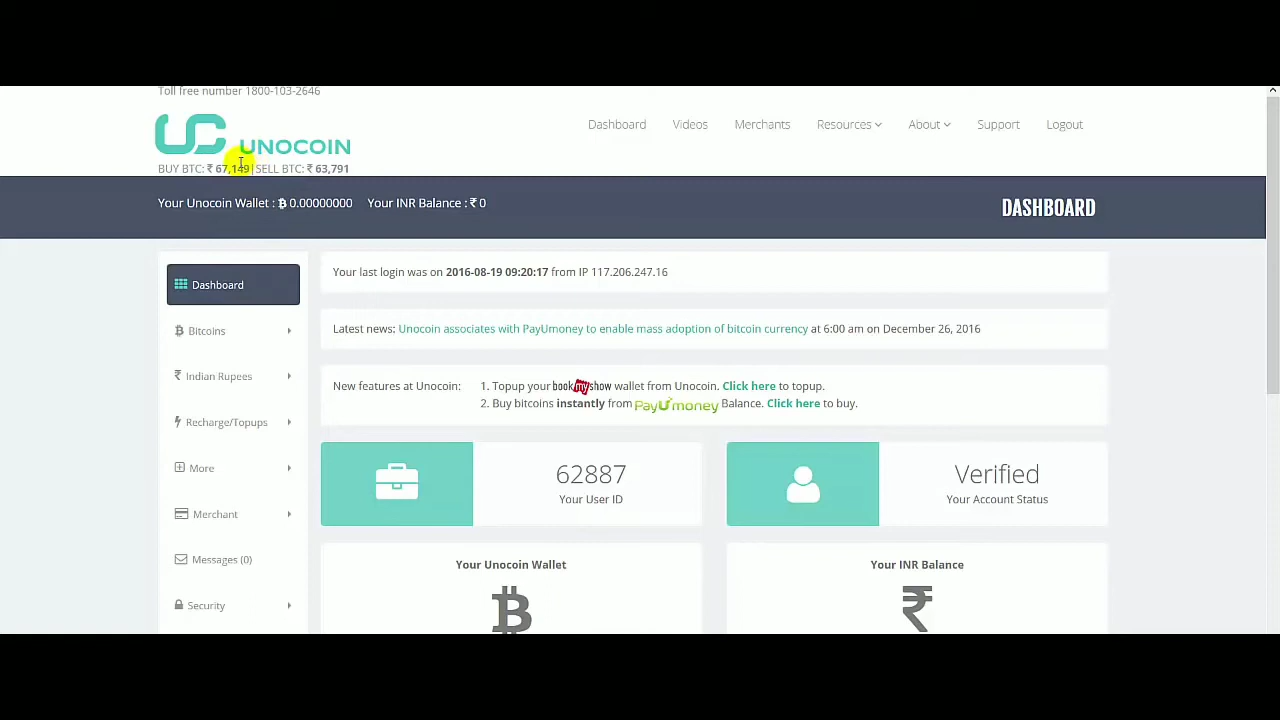 Toll free number 1800-103-2646
UNOCOIN
Dashboard Videos Merchants Resources About Support Logout
BUY BTC: ₹ 67,149 | SELL BTC: ₹ 63,791
Your Unocoin Wallet : ₿ 0.00000000 Your INR Balance : ₹ 0
DASHBOARD
Dashboard
Bitcoins
Indian Rupees
Recharge/Topups
More
Merchant
Messages (0)
Security
Your last login was on 2016-08-19 09:20:17 from IP 117.206.247.16
Latest news: Unocoin associates with PayUmoney to enable mass adoption of bitcoin currency at 6:00 am on December 26, 2016
New features at Unocoin: 1. Topup your bookmyshow wallet from Unocoin. Click here to topup.
2. Buy bitcoins instantly from PayUmoney Balance. Click here to buy.
62887
Your User ID
Verified
Your Account Status
Your Unocoin Wallet
₿
Your INR Balance
₹